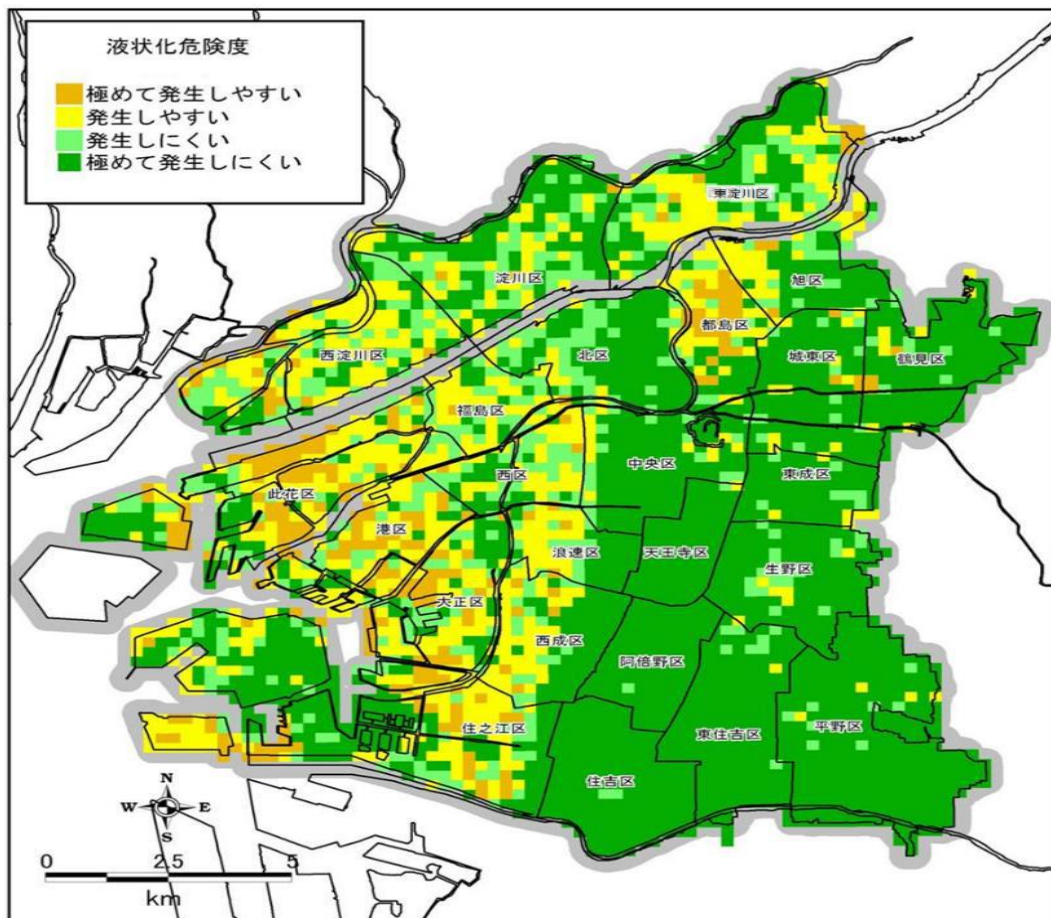 液状化危険度
極めて発生しやすい
発生しやすい
発生しにくい
極めて発生しにくい
東淀川区
淀川区
旭区
都島区
西淀川区
北区
城東区
鶴見区
福島区
中央区
西区
東成区
此花区
港区
浪速区
天王寺区
生野区
大正区
西成区
阿倍野区
住之江区
東住吉区
平野区
住吉区
N
W E
S
0 2.5 5
km